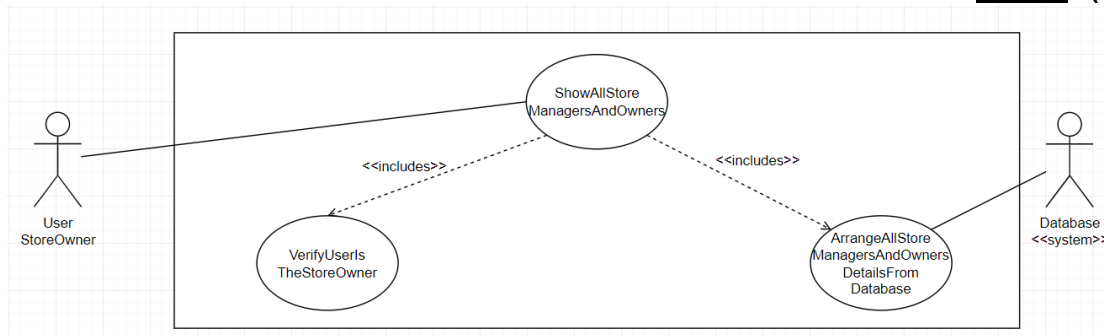 ShowAllStore
ManagersAndOwners
<<includes>>
<<includes>>
User
StoreOwner
VerifyUserIs
TheStoreOwner
ArrangeAllStore
ManagersAndOwners
DetailsFrom
Database
Database
<<system>>